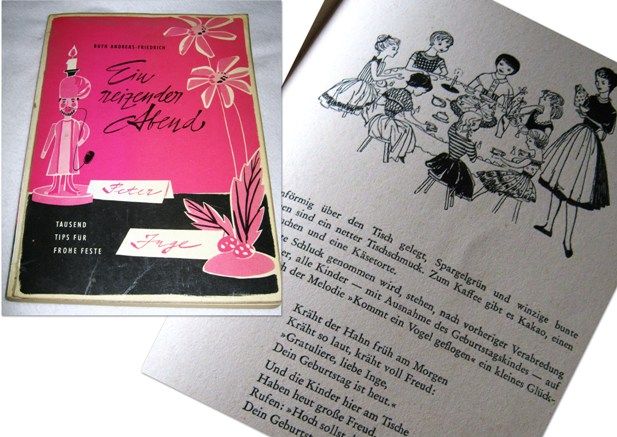 RUTH ANDREAS-FRIEDRICH
Ein
reizender
Abend
Peter
Inge
TAUSEND
TIPS FÜR
FROHE FESTE
nförmig über den Tisch gelegt, Spargelgrün und winzige bunte
en sind ein netter Tischschmuck. Zum Kaffee gibt es Kakao, einen
chen und eine Käsetorte.
e Schluck genommen wird, stehen, nach vorheriger Verabredung
er, alle Kinder — mit Ausnahme des Geburtstagskindes — auf
ch der Melodie »Kommt ein Vogel geflogen« ein kleines Glück-
Kräht der Hahn früh am Morgen
Kräht so laut, kräht voll Freud:
»Gratuliere, liebe Inge,
Dein Geburtstag ist heut.«
Und die Kinder hier am Tische
Haben heut große Freud,
Rufen: »Hoch sollst
Dein Geburtst